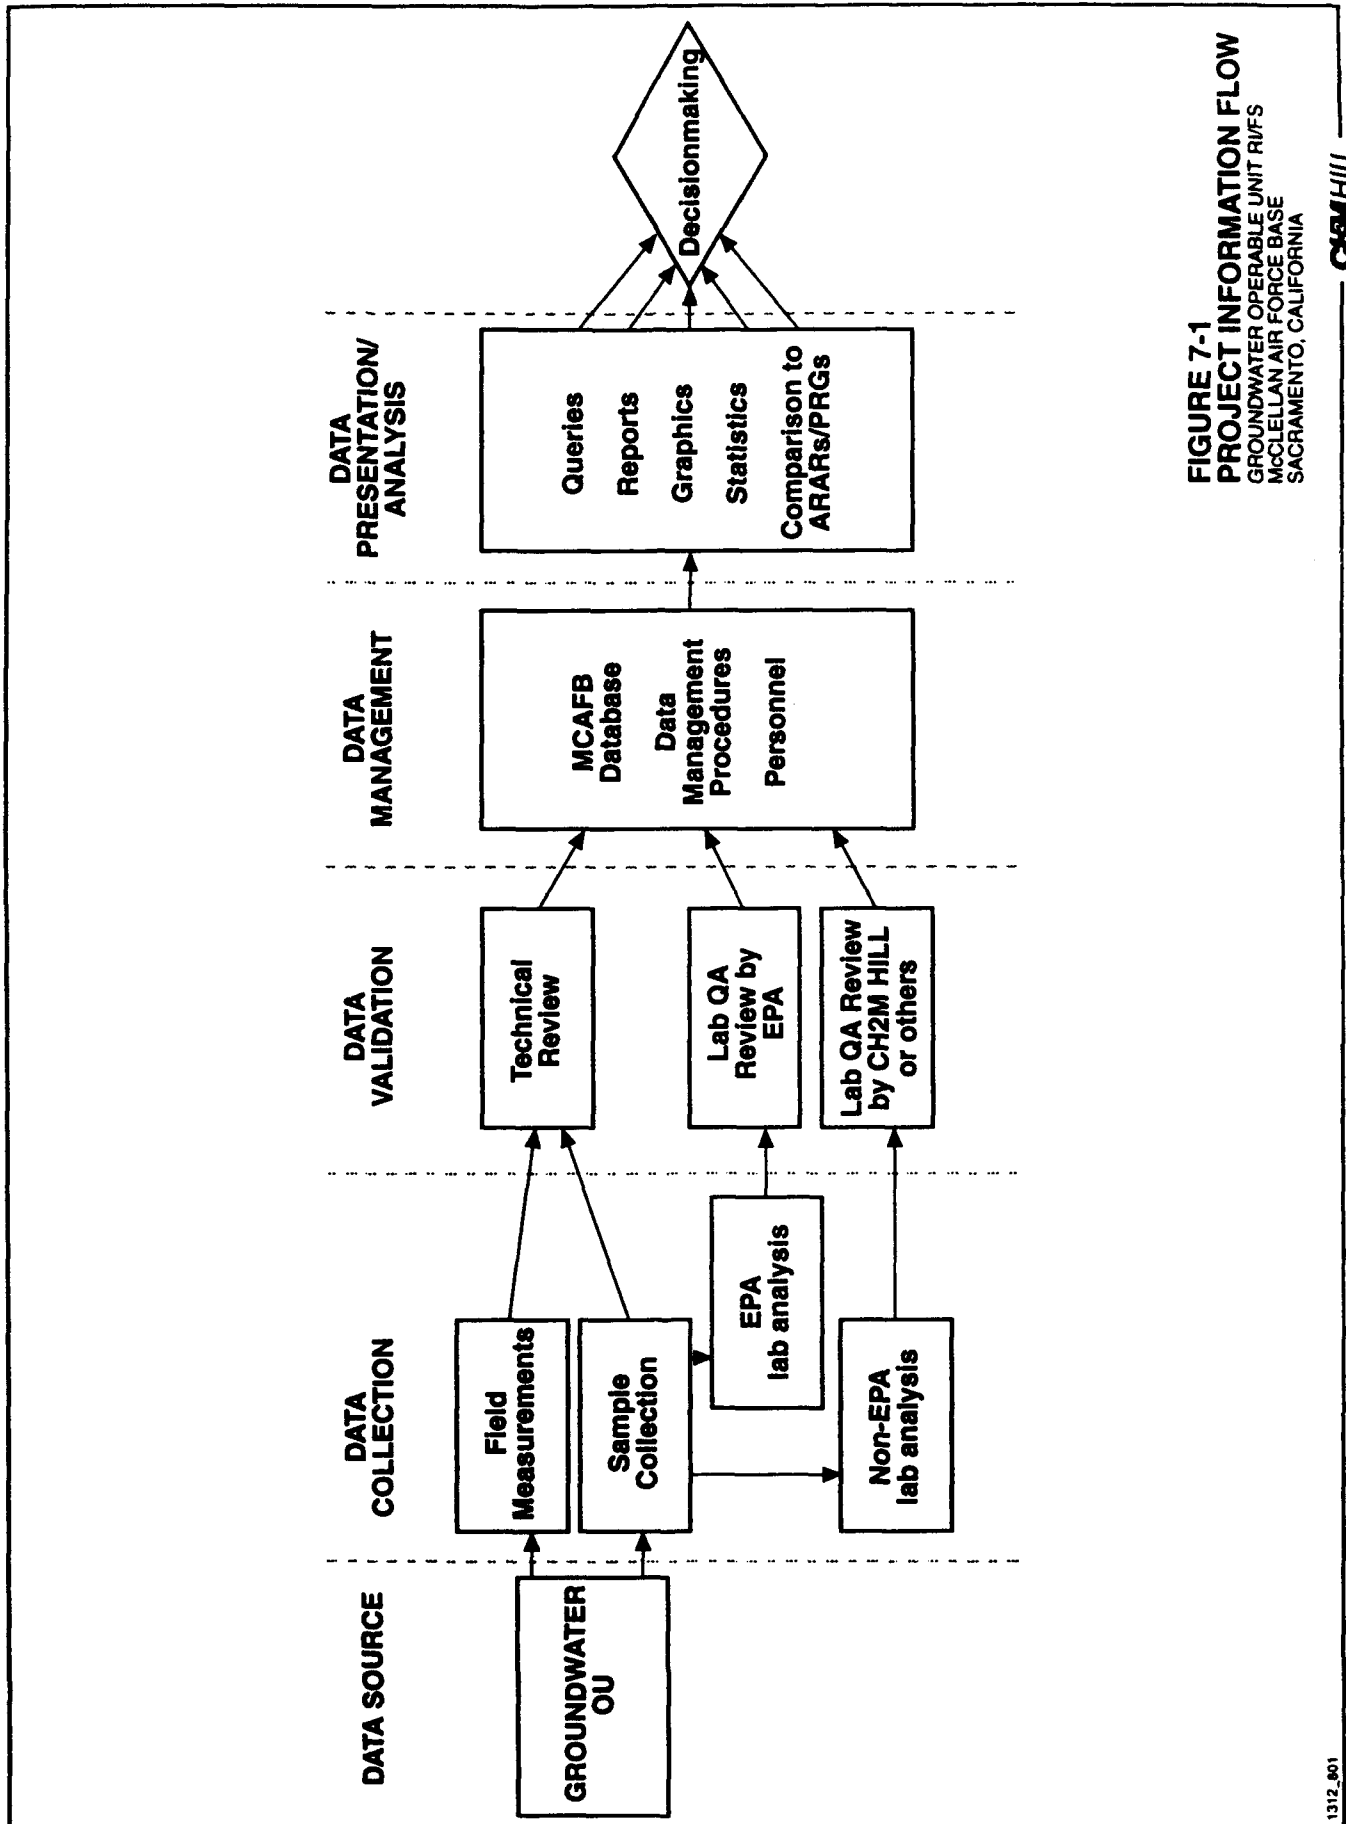 DATA SOURCE
DATA
COLLECTION
DATA
VALIDATION
DATA
MANAGEMENT
DATA
PRESENTATION/
ANALYSIS
GROUNDWATER
OU
Field
Measurements
Sample
Collection
EPA
lab analysis
Non-EPA
lab analysis
Technical
Review
Lab QA
Review by
EPA
Lab QA Review
by CH2M HILL
or others
MCAFB
Database
Data
Management
Procedures
Personnel
Queries
Reports
Graphics
Statistics
Comparison to
ARARs/PRGs
Decisionmaking
1312_801
FIGURE 7-1
PROJECT INFORMATION FLOW
GROUNDWATER OPERABLE UNIT RI/FS
McCLELLAN AIR FORCE BASE
SACRAMENTO, CALIFORNIA
CH2M HILL